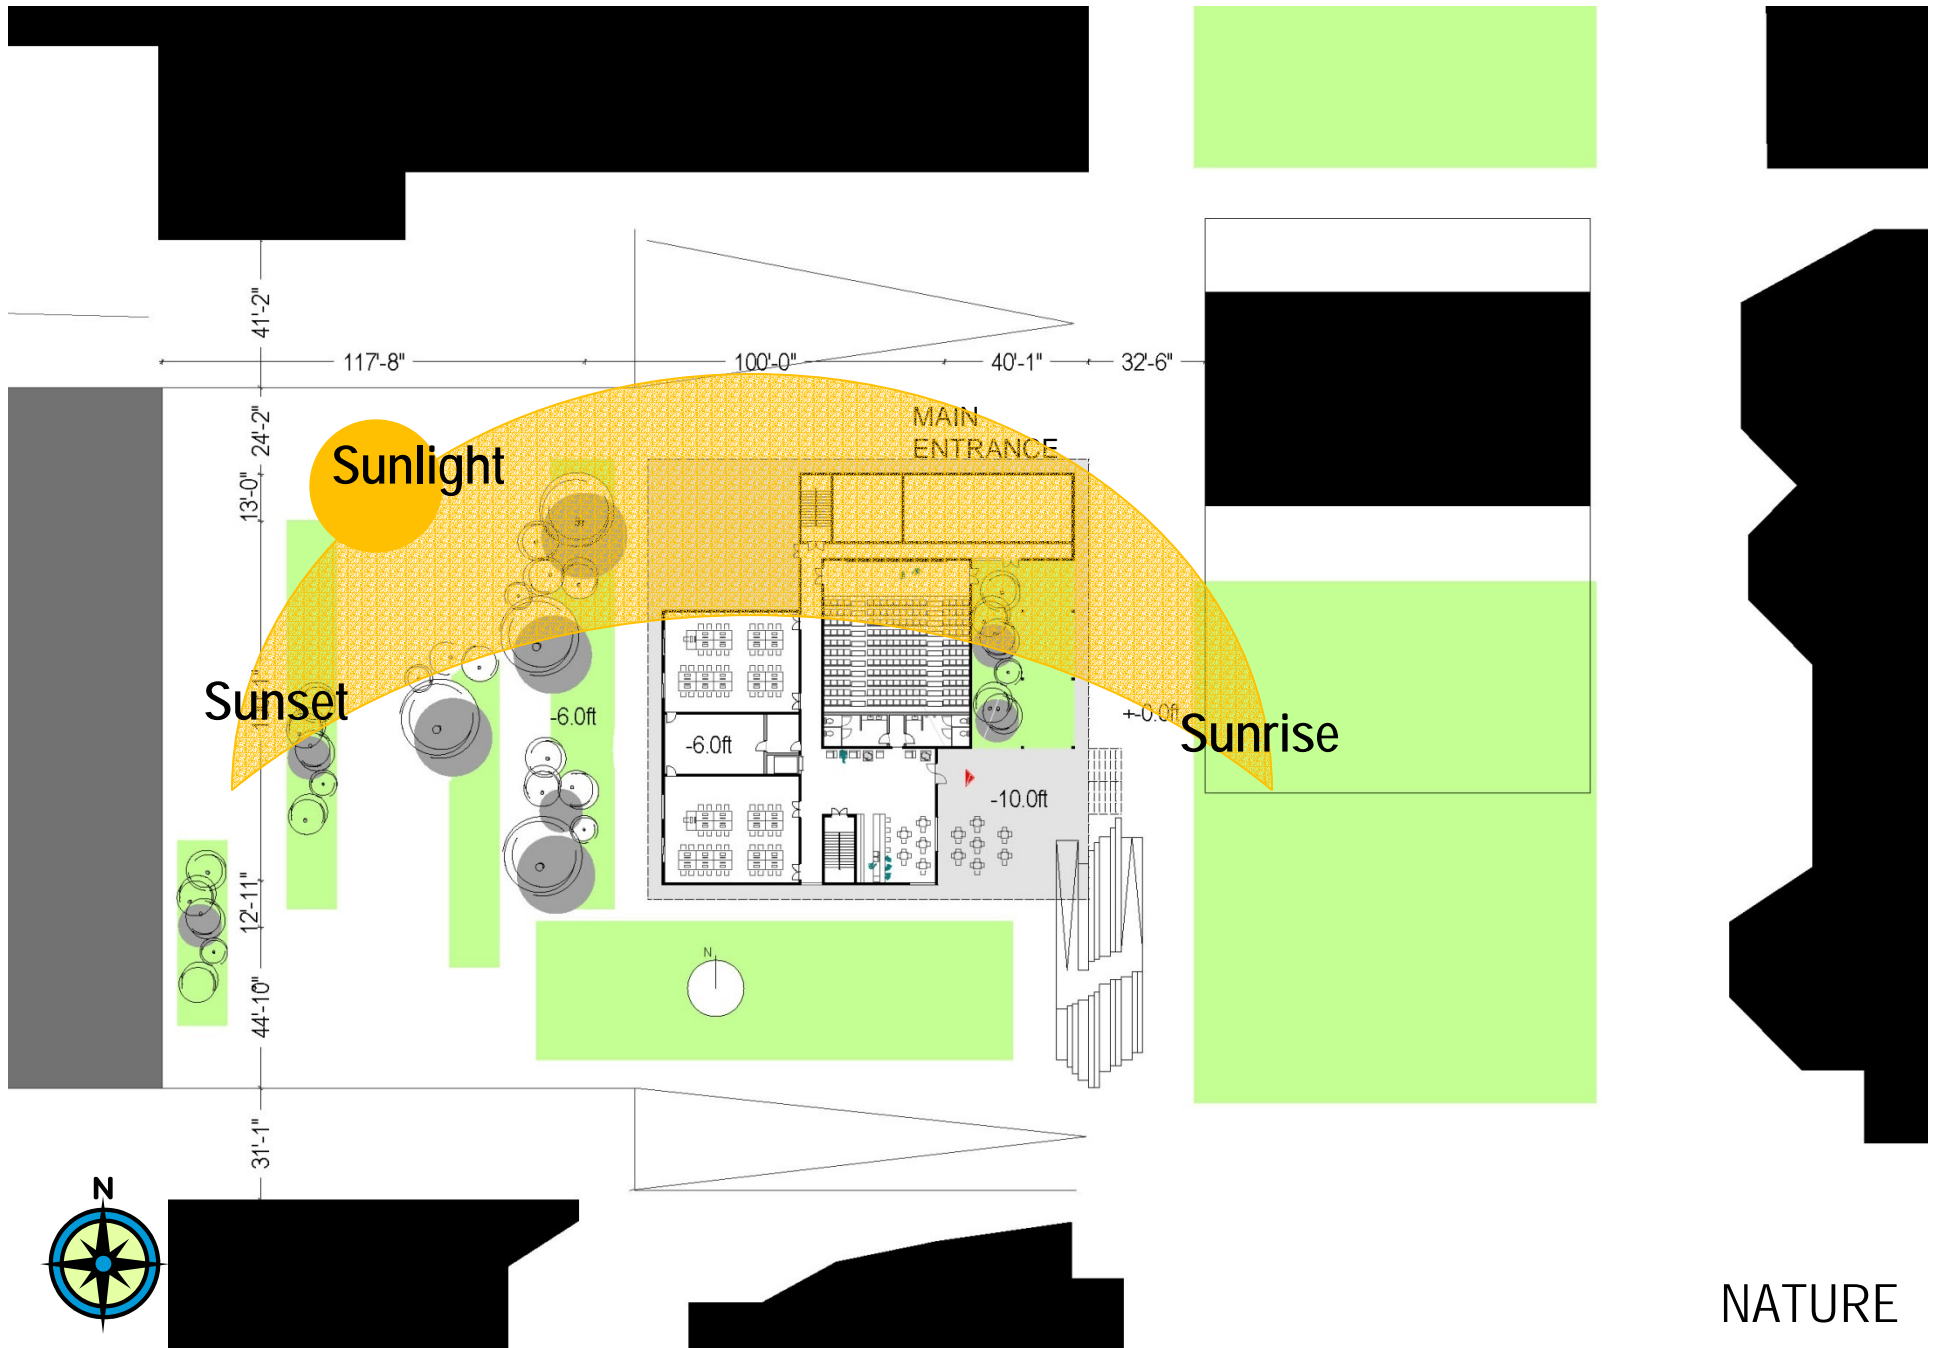 41'-2"
117'-8"
100'-0"
40'-1"
32'-6"
24'-2"
MAIN
ENTRANCE
Sunlight
13'-0"
Sunset
-6.0ft
-6.0ft
+-0.0ft
Sunrise
-10.0ft
12'-11"
N
44'-10"
31'-1"
N
NATURE